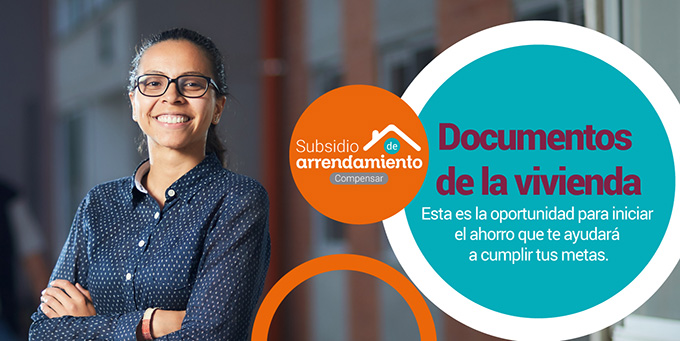 Subsidio de
arrendamiento
Compensar
Documentos
de la vivienda
Esta es la oportunidad para iniciar
el ahorro que te ayudará
a cumplir tus metas.